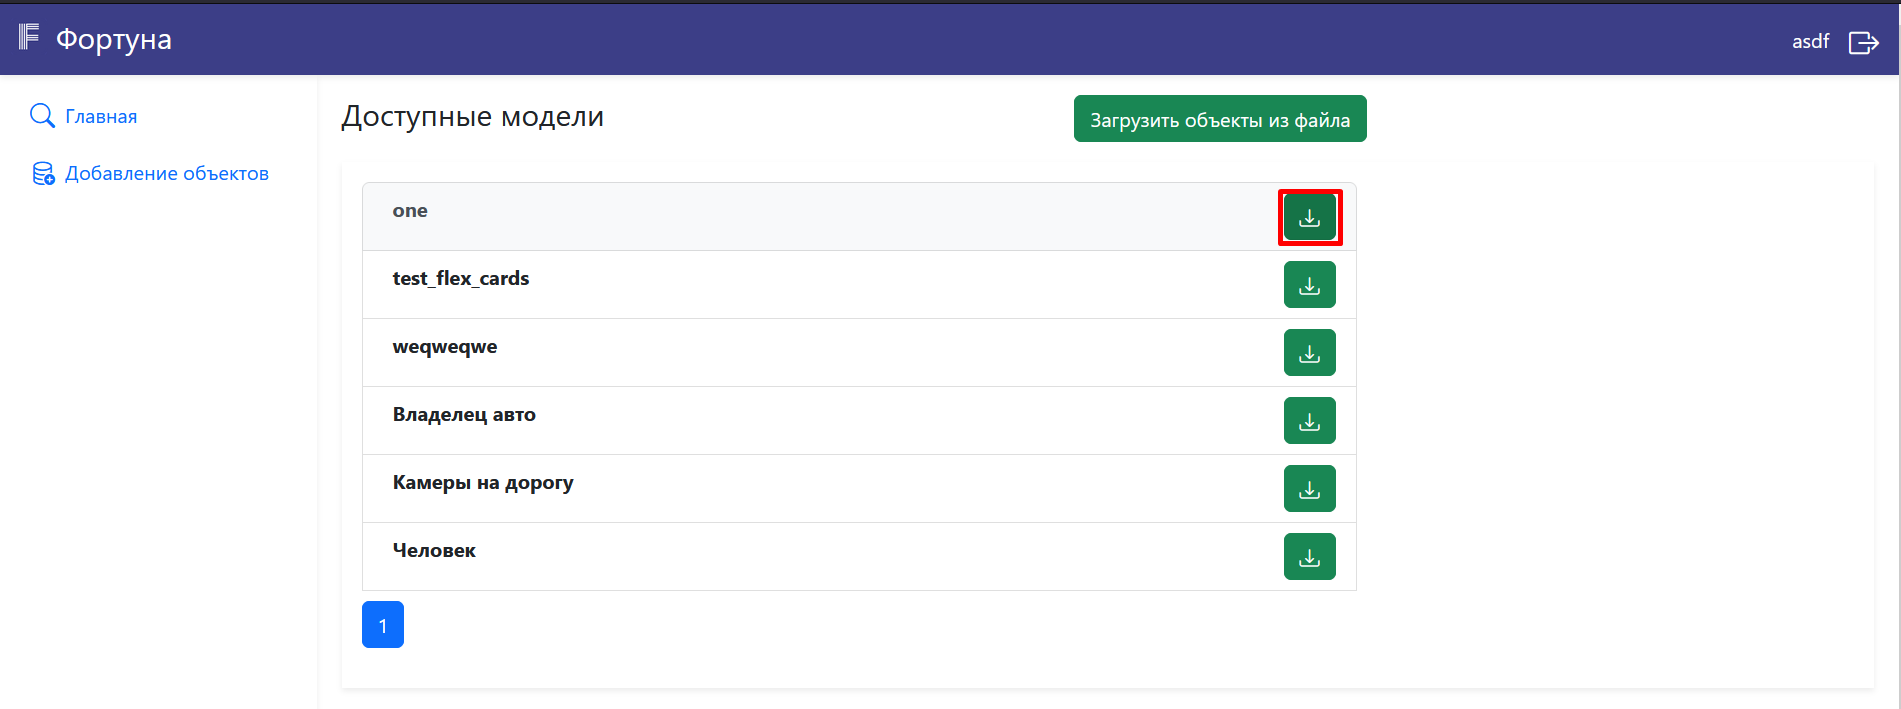 Фортуна
asdf
Главная
Добавление объектов
Доступные модели
Загрузить объекты из файла
one
test_flex_cards
weqweqwe
Владелец авто
Камеры на дорогу
Человек
1